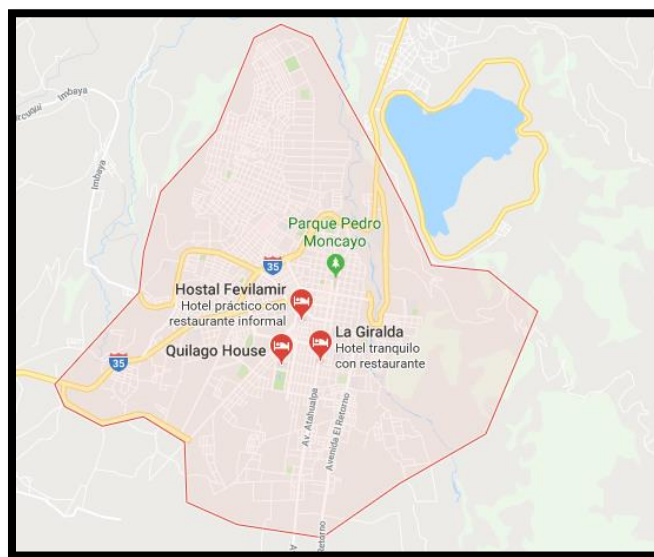 Imbaya
Imbaya
35
Parque Pedro
Moncayo
Hostal Fevilamir
Hotel práctico con
restaurante informal
La Giralda
Hotel tranquilo
con restaurante
Quilago House
35
Av. Atahualpa
Avenida El Retorno
Retorno